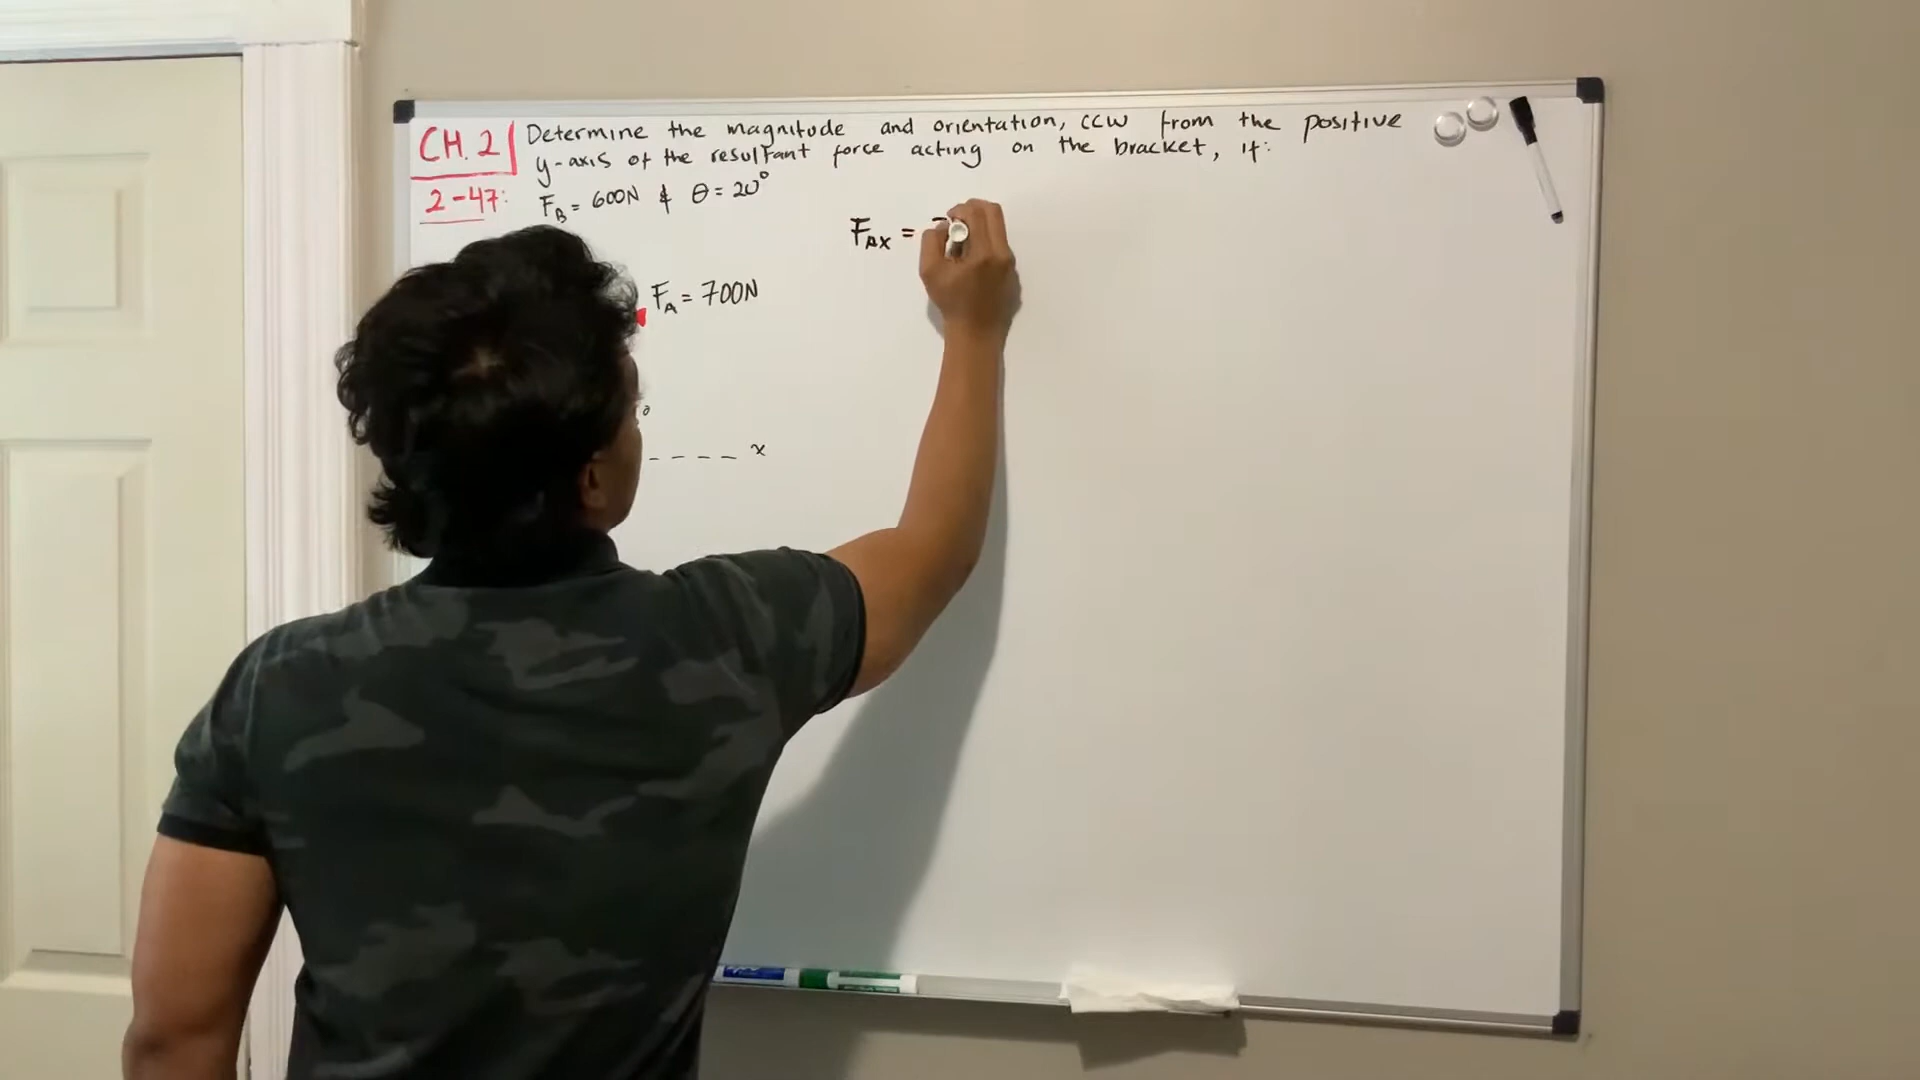 CH. 2
Determine the magnitude and orientation, CCW from the positive
y-axis of the resultant force acting on the bracket, if:
2-47:
F_B = 600N & θ = 20°
F_AX =
F_A = 700N
x